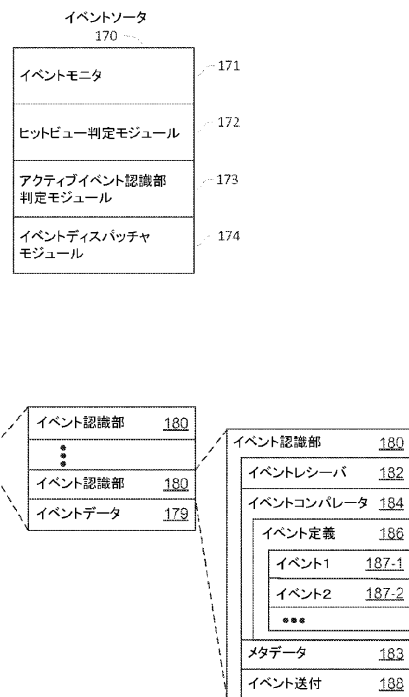 イベントソータ
170
イベントモニタ 171
ヒットビュー判定モジュール 172
アクティブイベント認識部
判定モジュール 173
イベントディスパッチャ
モジュール 174
イベント認識部 180
イベント認識部 180
イベントデータ 179
イベント認識部 180
イベントレシーバ 182
イベントコンパレータ 184
イベント定義 186
イベント1 187-1
イベント2 187-2
メタデータ 183
イベント送付 188